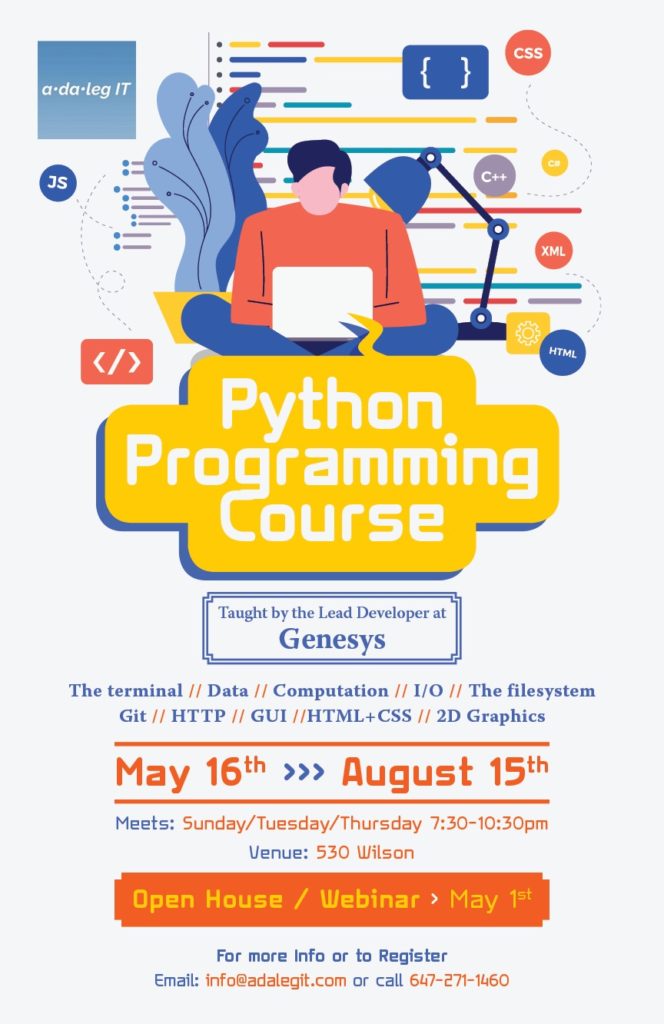 a·da·leg IT
{ }
CSS
JS
C++
C#
XML
HTML
</>
Python
Programming
Course
Taught by the Lead Developer at
Genesys
The terminal // Data // Computation // I/O // The filesystem
Git // HTTP // GUI //HTML+CSS // 2D Graphics
May 16th >>> August 15th
Meets: Sunday/Tuesday/Thursday 7:30-10:30pm
Venue: 530 Wilson
Open House / Webinar > May 1st
For more Info or to Register
Email: info@adalegit.com or call 647-271-1460